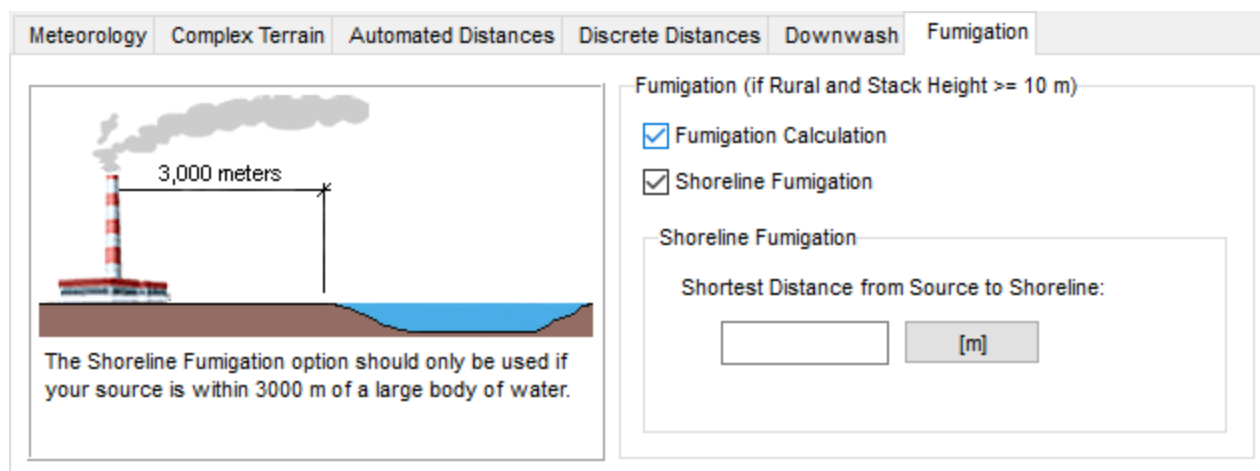 Meteorology Complex Terrain Automated Distances Discrete Distances Downwash Fumigation
3,000 meters
The Shoreline Fumigation option should only be used if
your source is within 3000 m of a large body of water.
Fumigation (if Rural and Stack Height >= 10 m)
Fumigation Calculation
Shoreline Fumigation
Shoreline Fumigation
Shortest Distance from Source to Shoreline:
[m]